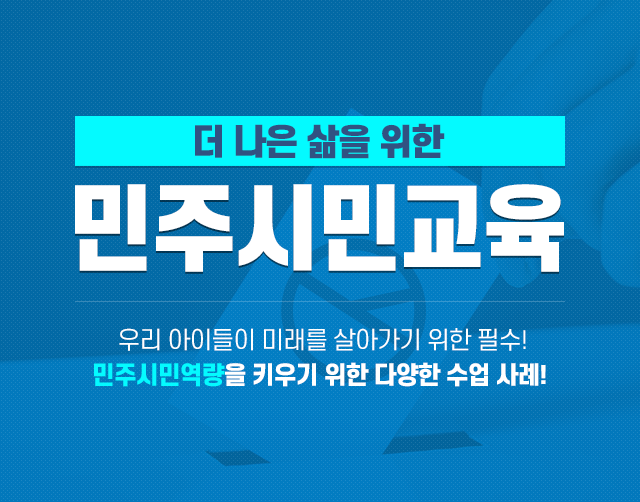 더 나은 삶을 위한
민주시민교육
우리 아이들이 미래를 살아가기 위한 필수!
민주시민역량을 키우기 위한 다양한 수업 사례!